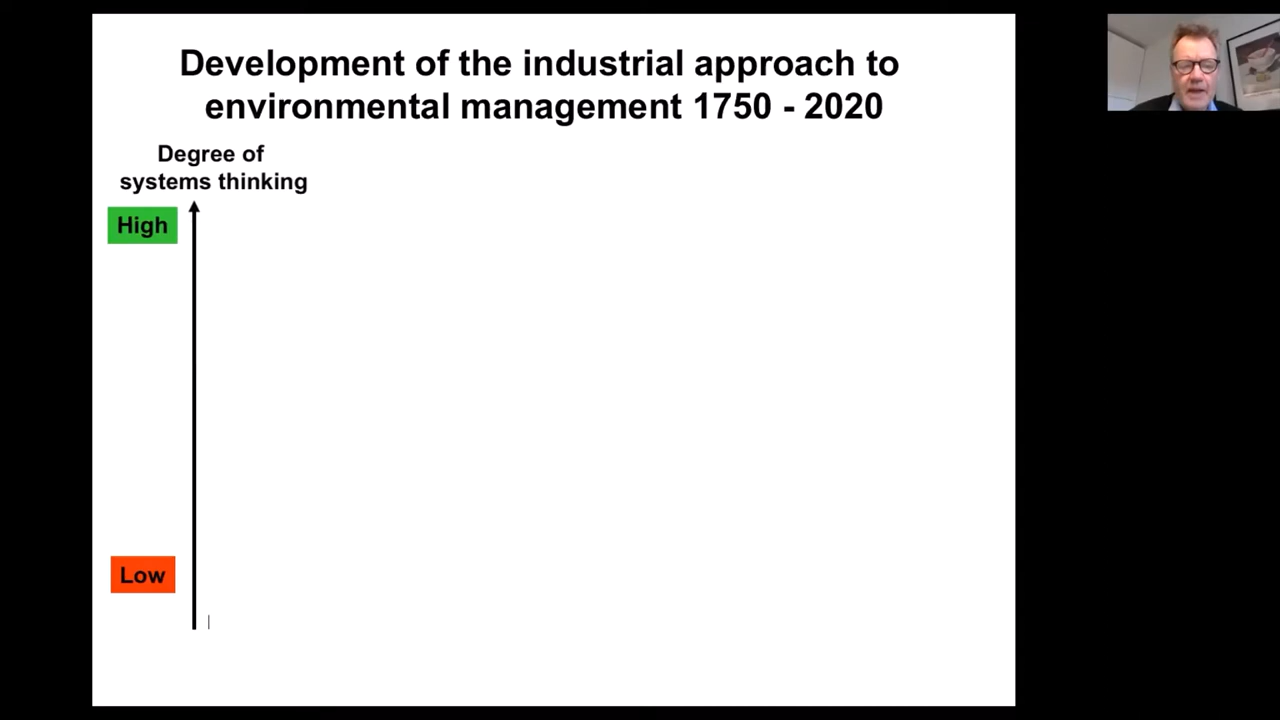 Development of the industrial approach to
environmental management 1750 - 2020
Degree of
systems thinking
High
Low